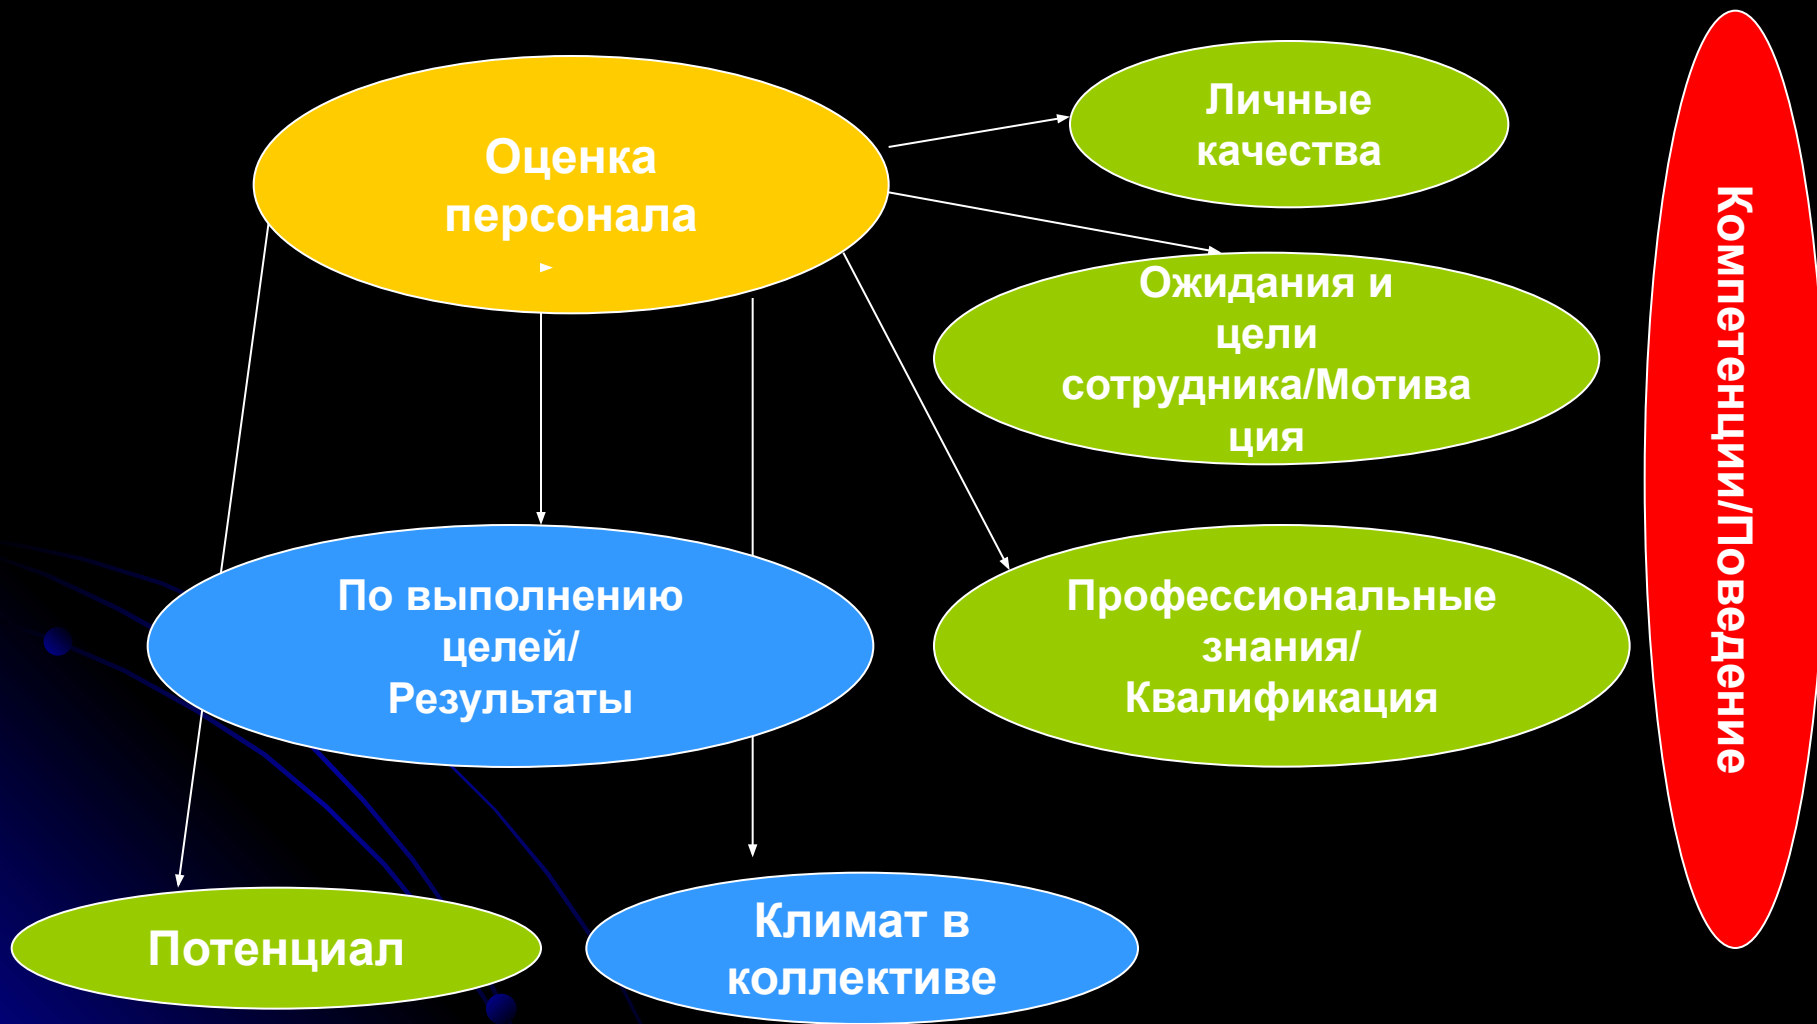 Оценка
персонала
Личные
качества
Ожидания и
цели
сотрудника/Мотива
ция
По выполнению
целей/
Результаты
Профессиональные
знания/
Квалификация
Потенциал
Климат в
коллективе
Компетенции/Поведение